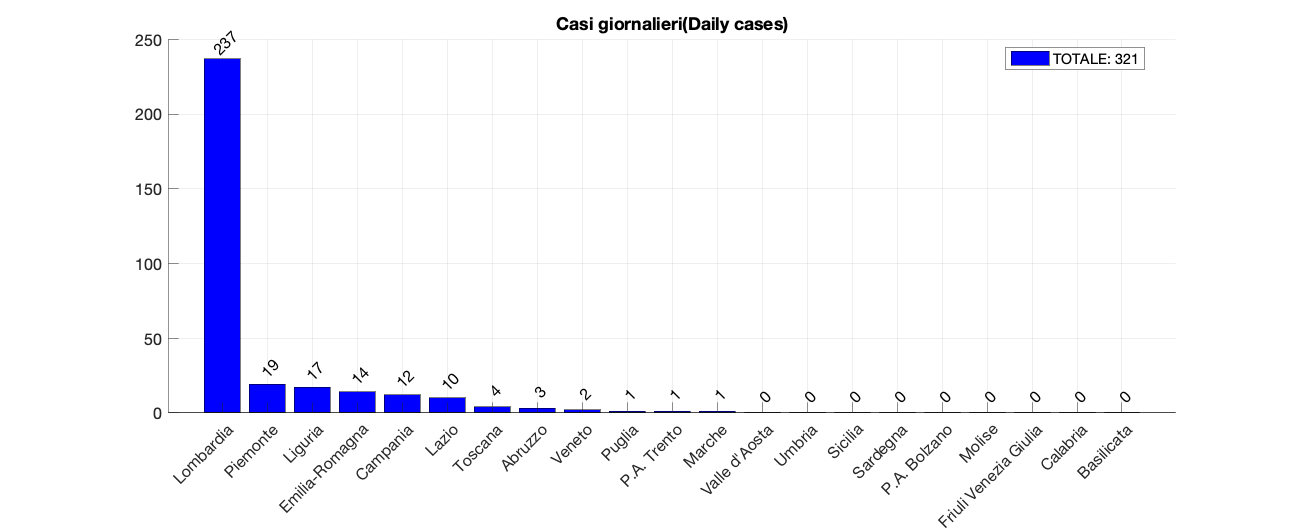 Casi giornalieri(Daily cases)
TOTALE: 321
250
200
150
100
50
0
237
19
17
14
12
10
4
3
2
1
1
1
0
0
0
0
0
0
0
0
0
Lombardia
Piemonte
Liguria
Emilia-Romagna
Campania
Lazio
Toscana
Abruzzo
Veneto
Puglia
P.A. Trento
Marche
Valle d'Aosta
Umbria
Sicilia
Sardegna
P.A. Bolzano
Molise
Friuli Venezia Giulia
Calabria
Basilicata